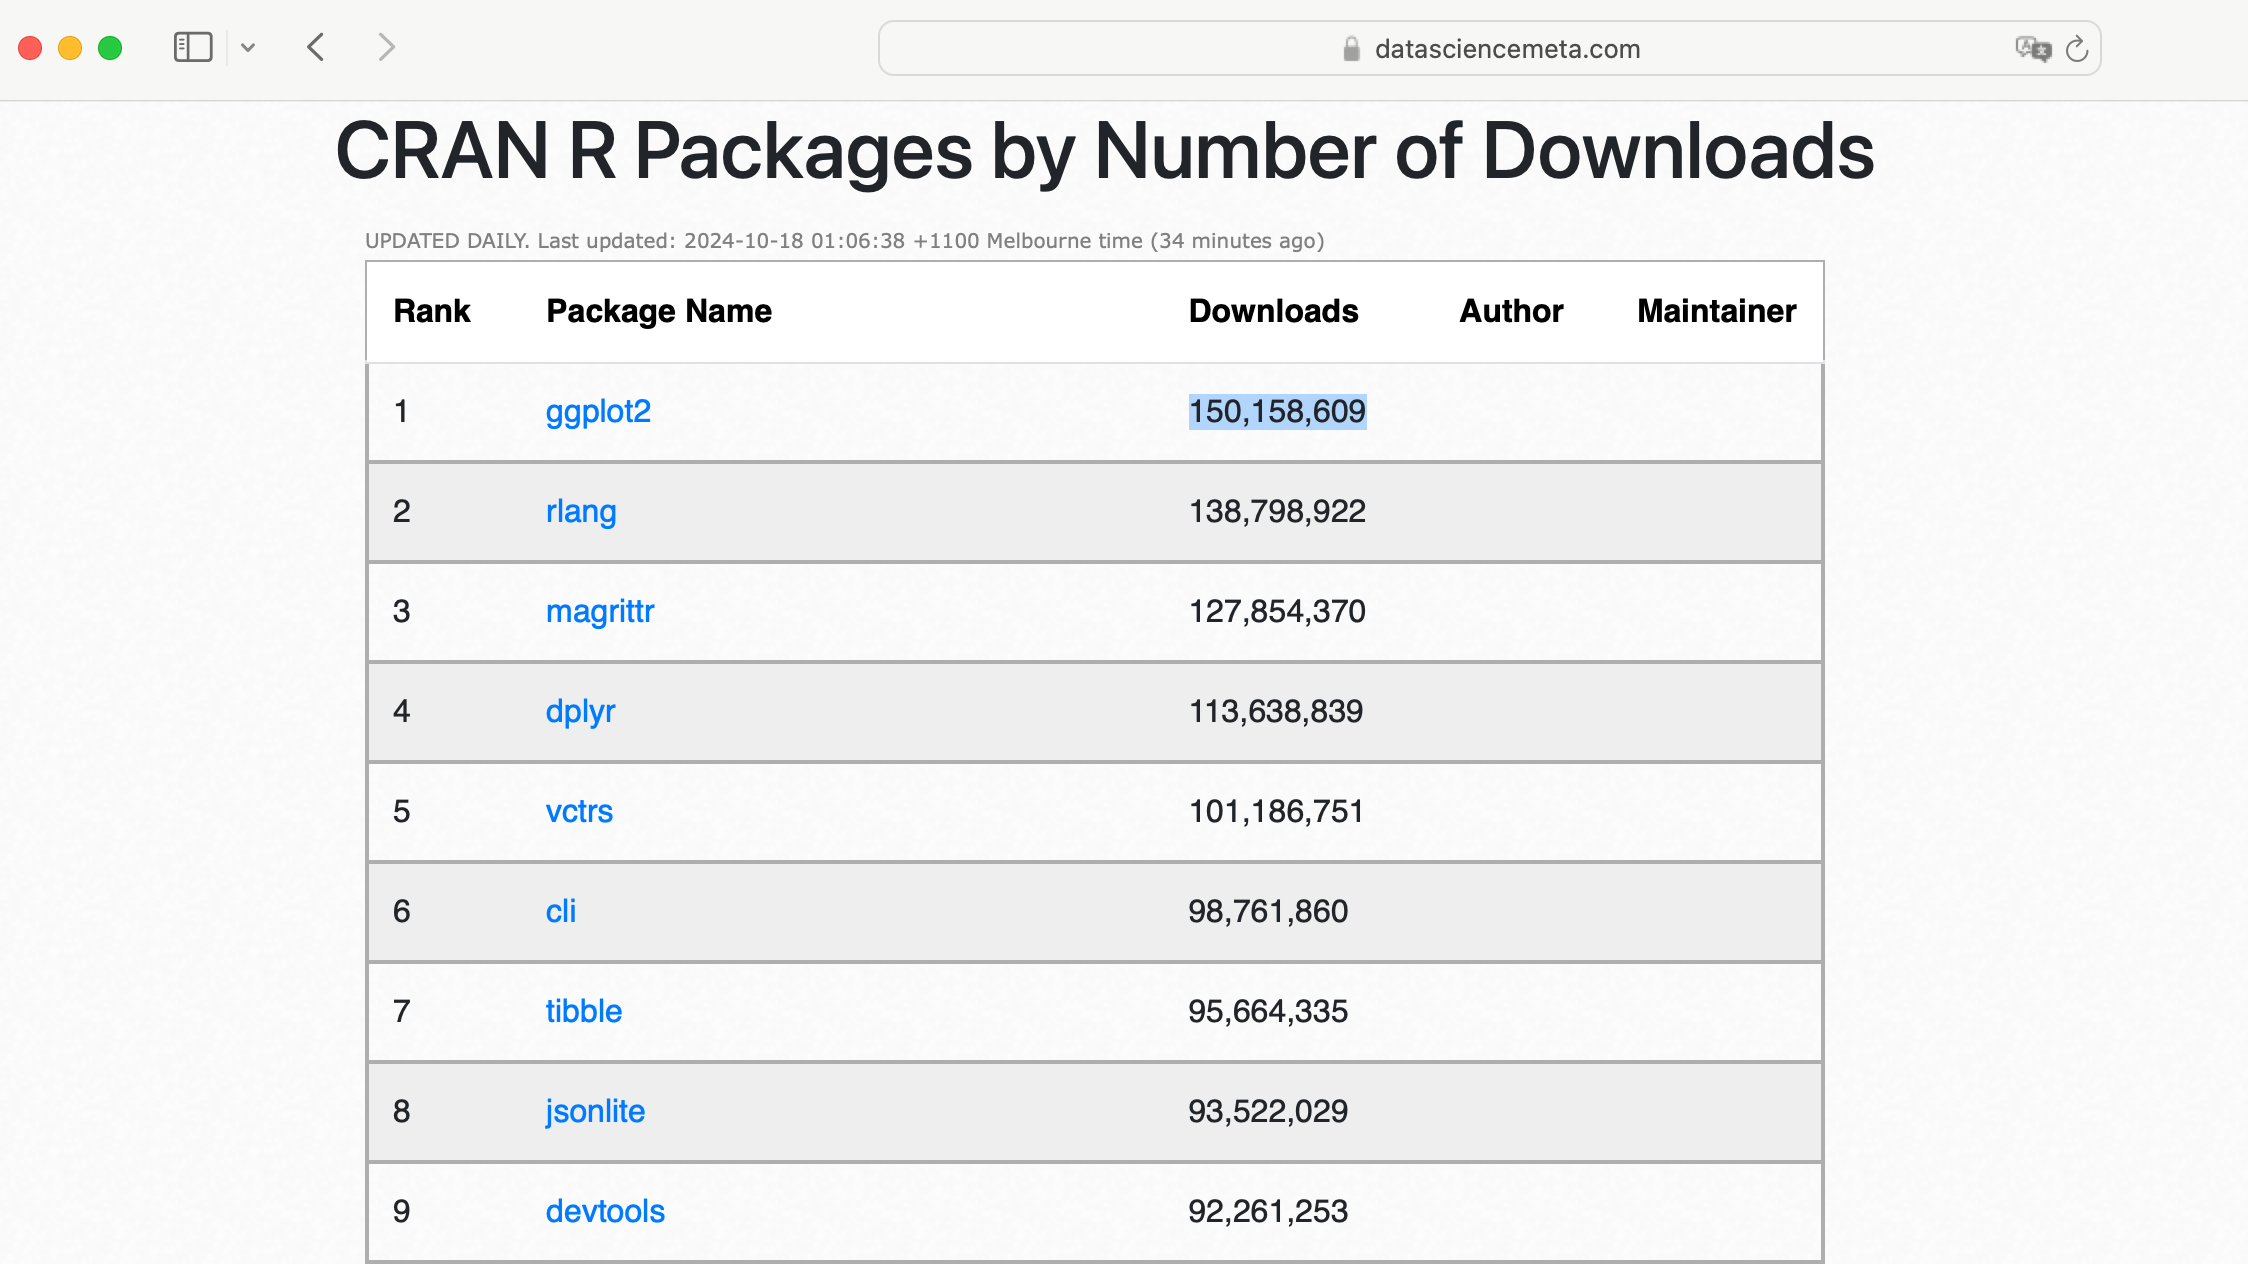 datasciencemeta.com
CRAN R Packages by Number of Downloads
UPDATED DAILY. Last updated: 2024-10-18 01:06:38 +1100 Melbourne time (34 minutes ago)
Rank Package Name Downloads Author Maintainer
1 ggplot2 150,158,609
2 rlang 138,798,922
3 magrittr 127,854,370
4 dplyr 113,638,839
5 vctrs 101,186,751
6 cli 98,761,860
7 tibble 95,664,335
8 jsonlite 93,522,029
9 devtools 92,261,253